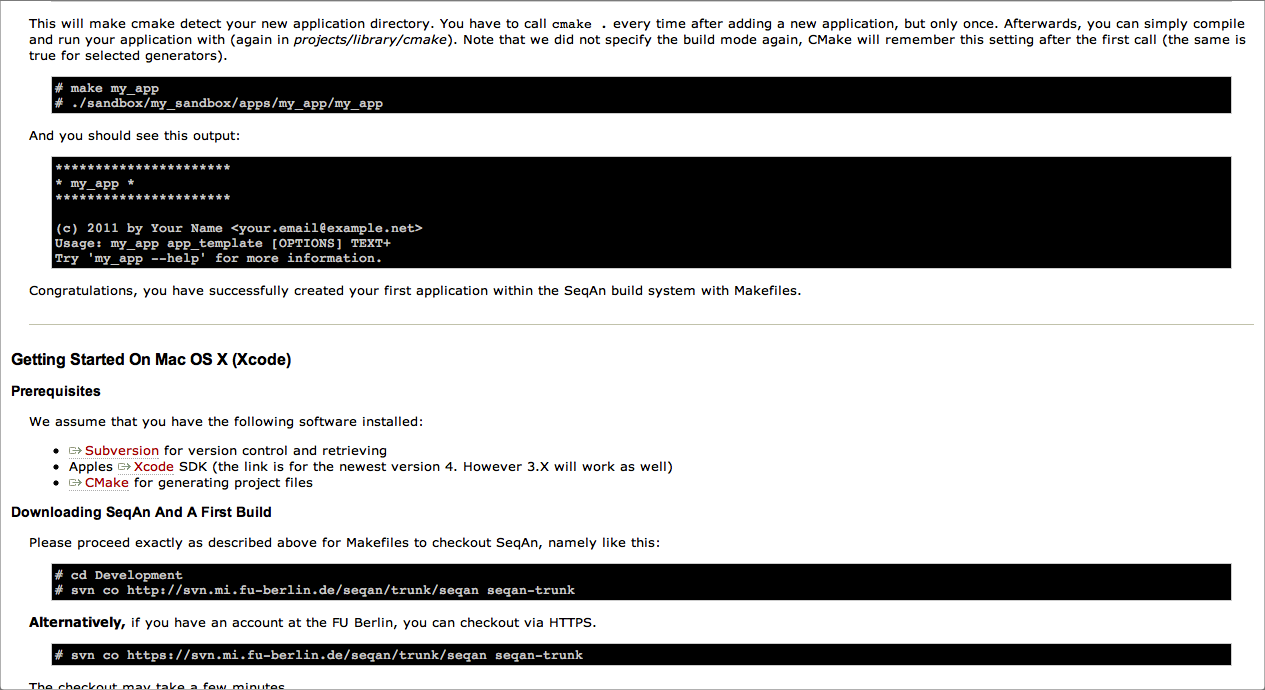 This will make cmake detect your new application directory. You have to call cmake . every time after adding a new application, but only once. Afterwards, you can simply compile
and run your application with (again in projects/library/cmake). Note that we did not specify the build mode again, CMake will remember this setting after the first call (the same is
true for selected generators).
# make my_app
# ./sandbox/my_sandbox/apps/my_app/my_app
And you should see this output:
**********************
* my_app *
**********************
(c) 2011 by Your Name <your.email@example.net>
Usage: my_app app_template [OPTIONS] TEXT+
Try 'my_app --help' for more information.
Congratulations, you have successfully created your first application within the SeqAn build system with Makefiles.
Getting Started On Mac OS X (Xcode)
Prerequisites
We assume that you have the following software installed:
• Subversion for version control and retrieving
• Apples Xcode SDK (the link is for the newest version 4. However 3.X will work as well)
• CMake for generating project files
Downloading SeqAn And A First Build
Please proceed exactly as described above for Makefiles to checkout SeqAn, namely like this:
# cd Development
# svn co http://svn.mi.fu-berlin.de/seqan/trunk/seqan seqan-trunk
Alternatively, if you have an account at the FU Berlin, you can checkout via HTTPS.
# svn co https://svn.mi.fu-berlin.de/seqan/trunk/seqan seqan-trunk
The checkout may take a few minutes.